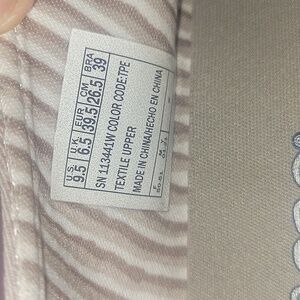 U.S. U.K. EUR CM BRA
9.5 6.5 39.5 26.5 39
SN 113441W COLOR CODE:TPE
TEXTILE UPPER
MADE IN CHINA/HECHO EN CHINA